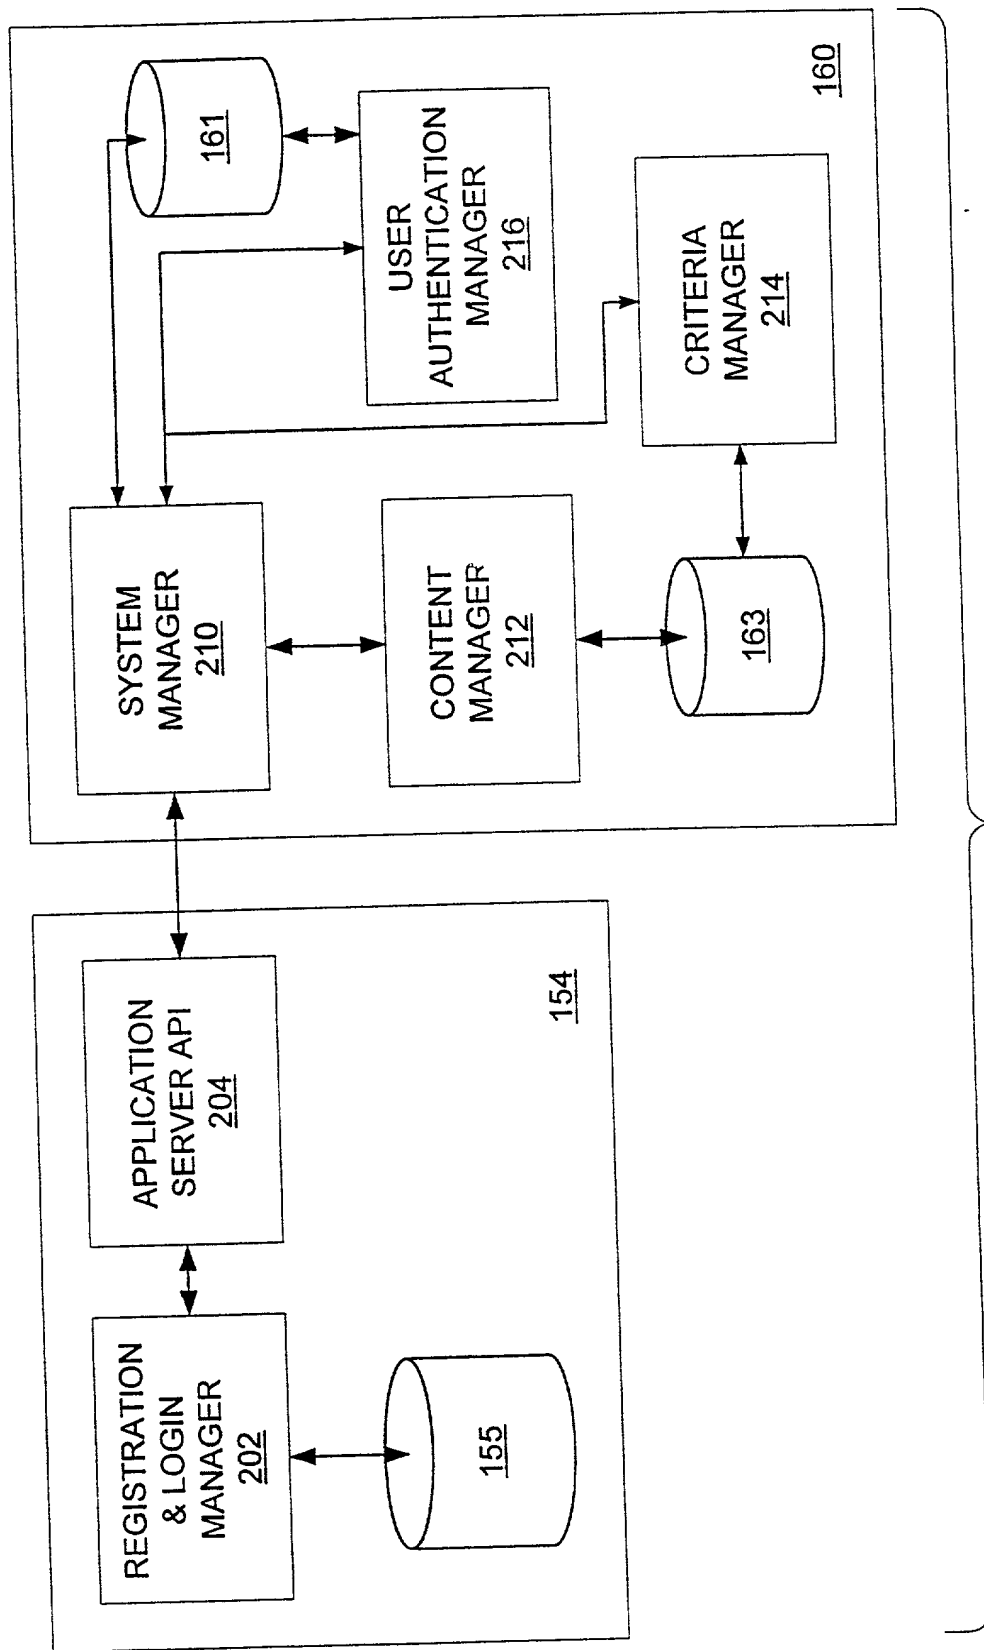 REGISTRATION
& LOGIN
MANAGER
202
155
APPLICATION
SERVER API
204
154
SYSTEM
MANAGER
210
CONTENT
MANAGER
212
163
161
USER
AUTHENTICATION
MANAGER
216
CRITERIA
MANAGER
214
160